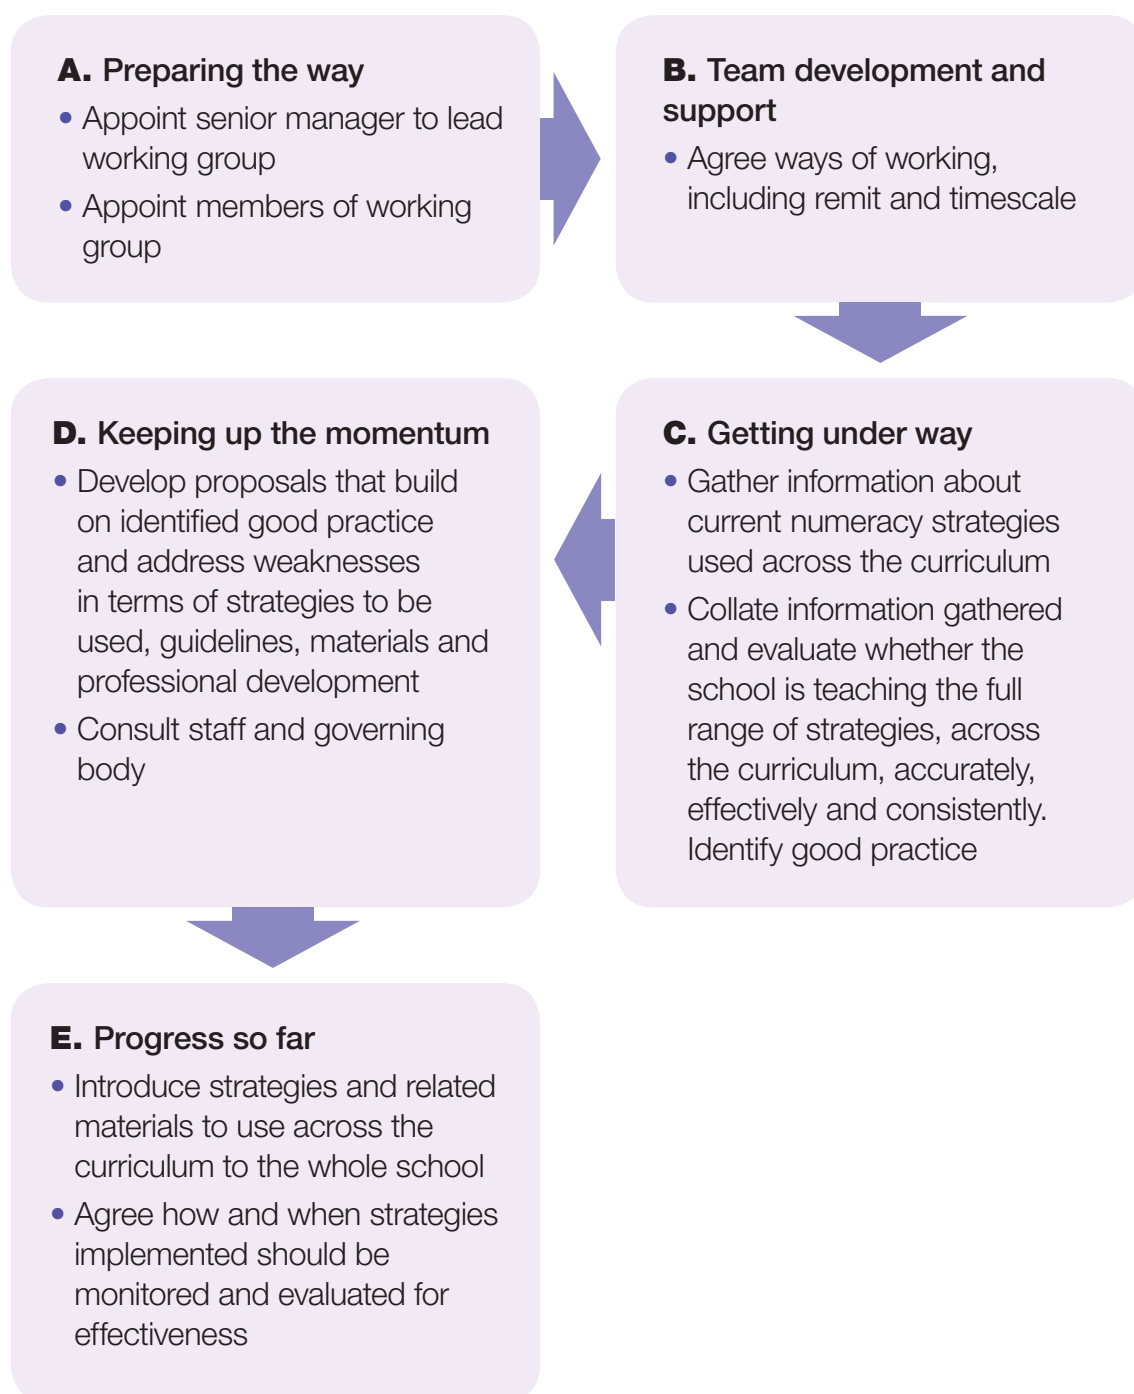 A. Preparing the way
• Appoint senior manager to lead
working group
• Appoint members of working
group
B. Team development and
support
• Agree ways of working,
including remit and timescale
C. Getting under way
• Gather information about
current numeracy strategies
used across the curriculum
• Collate information gathered
and evaluate whether the
school is teaching the full
range of strategies, across
the curriculum, accurately,
effectively and consistently.
Identify good practice
D. Keeping up the momentum
• Develop proposals that build
on identified good practice
and address weaknesses
in terms of strategies to be
used, guidelines, materials and
professional development
• Consult staff and governing
body
E. Progress so far
• Introduce strategies and related
materials to use across the
curriculum to the whole school
• Agree how and when strategies
implemented should be
monitored and evaluated for
effectiveness